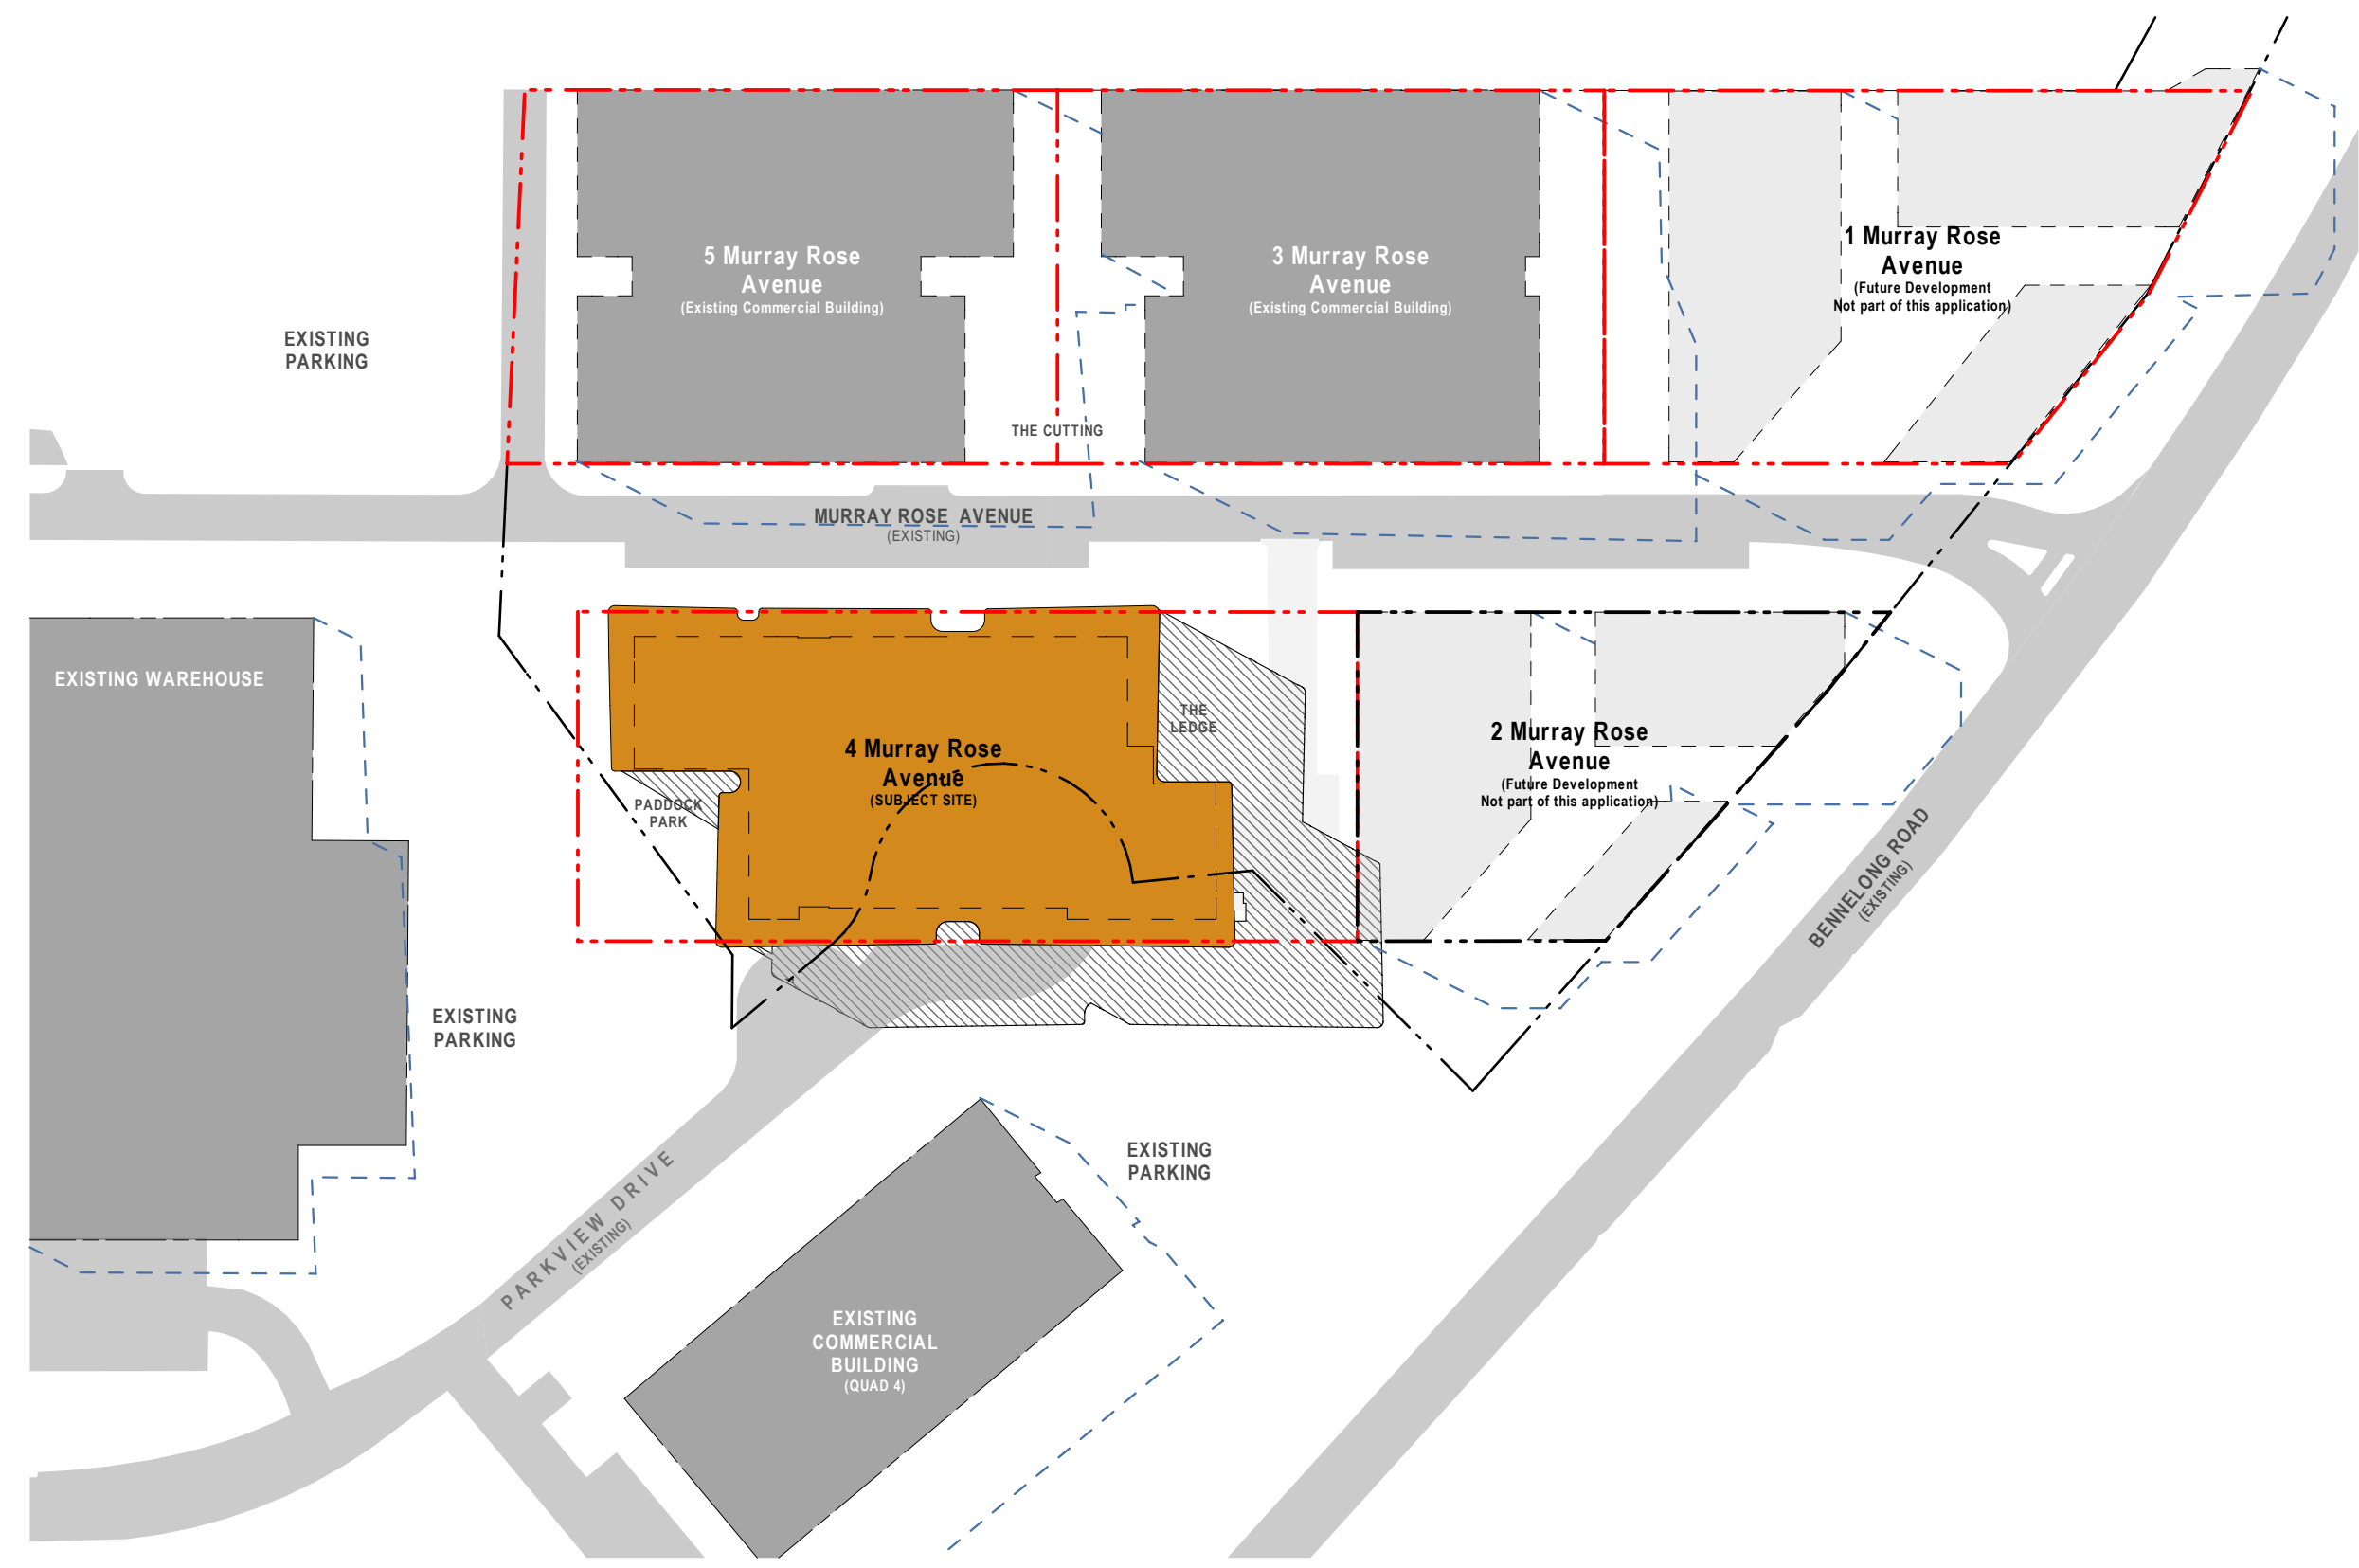 5 Murray Rose
Avenue
(Existing Commercial Building)
3 Murray Rose
Avenue
(Existing Commercial Building)
1 Murray Rose
Avenue
(Future Development
Not part of this application)
EXISTING
PARKING
THE CUTTING
MURRAY ROSE AVENUE
(EXISTING)
EXISTING WAREHOUSE
THE
LEDGE
4 Murray Rose
Avenue
(SUBJECT SITE)
2 Murray Rose
Avenue
(Future Development
Not part of this application)
PADDOCK
PARK
BENNELONG ROAD
(EXISTING)
EXISTING
PARKING
EXISTING
PARKING
PARKVIEW DRIVE
(EXISTING)
EXISTING
COMMERCIAL
BUILDING
(QUAD 4)